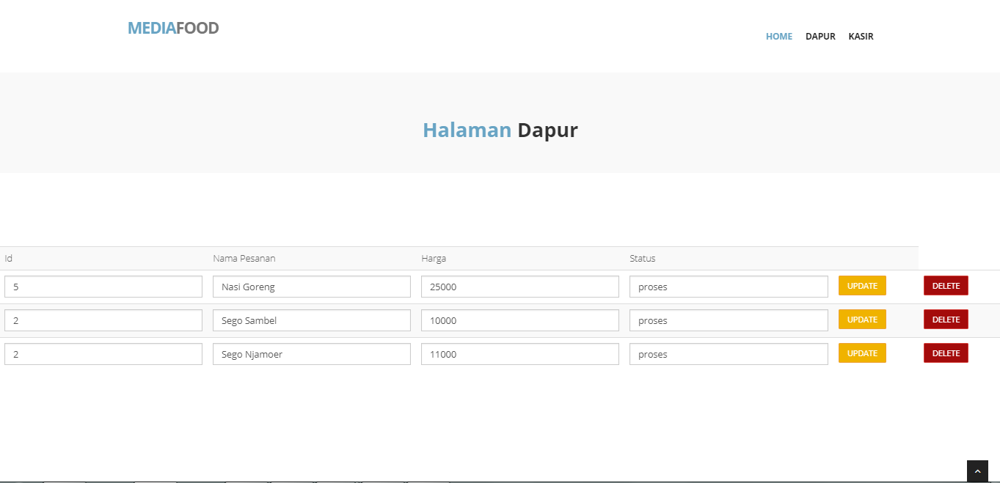 MEDIAFOOD
HOME DAPUR KASIR
Halaman Dapur
Id Nama Pesanan Harga Status
5 Nasi Goreng 25000 proses UPDATE DELETE
2 Sego Sambel 10000 proses UPDATE DELETE
2 Sego Njamoer 11000 proses UPDATE DELETE